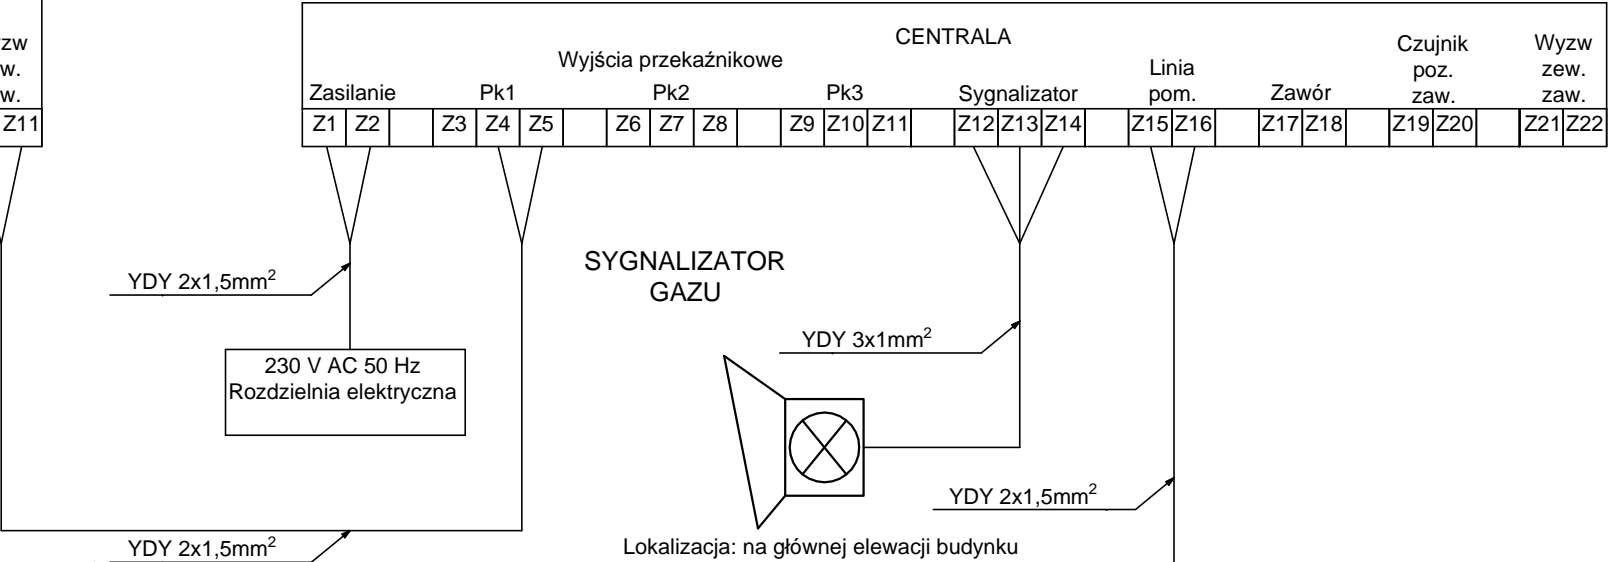 zw
w.
w.
Z11
CENTRALA
Wyjścia przekaźnikowe
Zasilanie
Pk1
Pk2
Pk3
Sygnalizator
Linia
pom.
Zawór
Czujnik
poz.
zaw.
Wyzw
zew.
zaw.
Z1 Z2 Z3 Z4 Z5 Z6 Z7 Z8 Z9 Z10 Z11 Z12 Z13 Z14 Z15 Z16 Z17 Z18 Z19 Z20 Z21 Z22
YDY 2x1,5mm²
SYGNALIZATOR
GAZU
YDY 3x1mm²
230 V AC 50 Hz
Rozdzielnia elektryczna
YDY 2x1,5mm²
YDY 2x1,5mm²
Lokalizacja: na głównej elewacji budynku